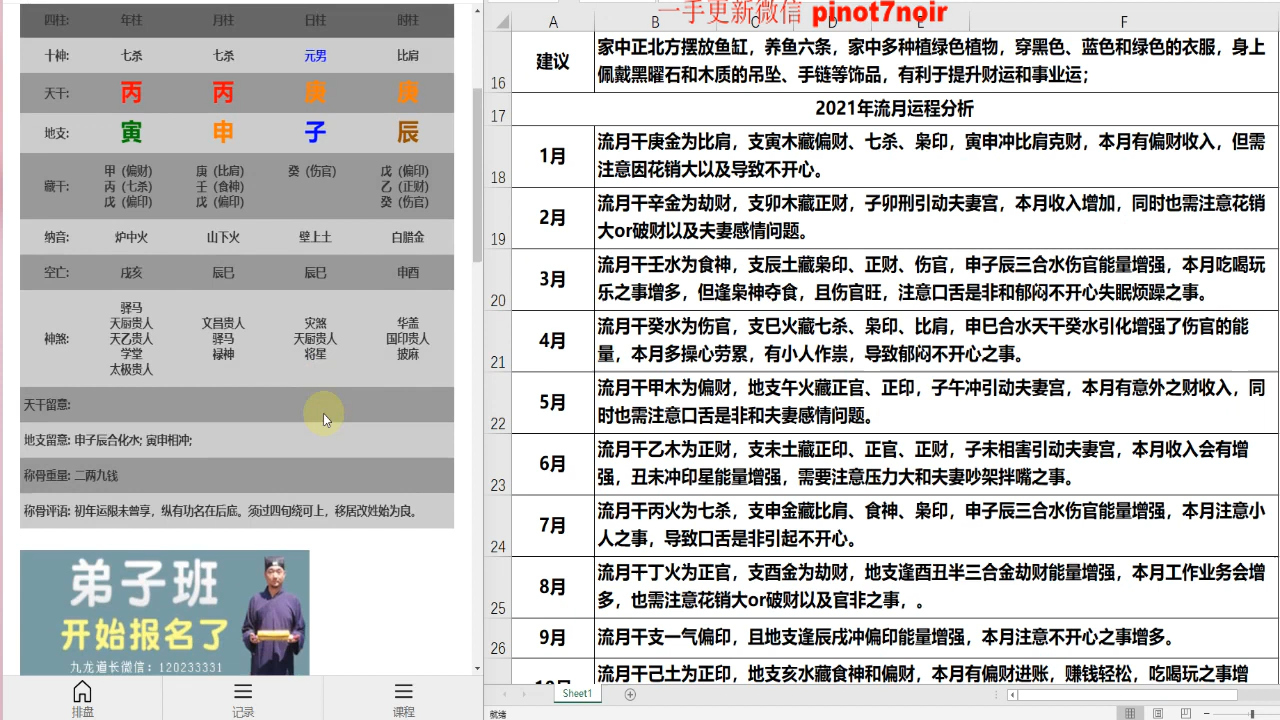 一手更新微信 pinot7noir
四柱: 年柱 月柱 日柱 时柱
十神: 七杀 七杀 元男 比肩
天干: 丙 丙 庚 庚
地支: 寅 申 子 辰
藏干: 甲（偏财） 庚（比肩） 癸（伤官） 戊（偏印）
丙（七杀） 壬（食神） 乙（正财）
戊（偏印） 戊（偏印） 癸（伤官）
纳音: 炉中火 山下火 壁上土 白腊金
空亡: 戌亥 辰巳 辰巳 申酉
神煞:
驿马
天厨贵人
天乙贵人
学堂
太极贵人
文昌贵人
驿马
禄神
灾煞
天厨贵人
将星
华盖
国印贵人
披麻
天干留意:
地支留意: 申子辰合化水; 寅申相冲;
称骨重量: 二两九钱
称骨评语: 初年运限未曾享，纵有功名在后底。须过四旬绕可上，移居改姓始为良。
弟子班
开始报名了
九龙道长微信：120233331
排盘 记录 课程
A B C D E F
16 建议 家中正北方摆放鱼缸，养鱼六条，家中多种植绿色植物，穿黑色、蓝色和绿色的衣服，身上
佩戴黑曜石和木质的吊坠、手链等饰品，有利于提升财运和事业运；
17 2021年流月运程分析
18 1月 流月干庚金为比肩，支寅木藏偏财、七杀、枭印，寅申冲比肩克财，本月有偏财收入，但需
注意因花销大以及导致不开心。
19 2月 流月干辛金为劫财，支卯木藏正财，子卯刑引动夫妻宫，本月收入增加，同时也需注意花销
大or破财以及夫妻感情问题。
20 3月 流月干壬水为食神，支辰土藏枭印、正财、伤官，申子辰三合水伤官能量增强，本月吃喝玩
乐之事增多，但逢枭神夺食，且伤官旺，注意口舌是非和郁闷不开心失眠烦躁之事。
21 4月 流月干癸水为伤官，支巳火藏七杀、枭印、比肩，申巳合水天干癸水引化增强了伤官的能
量，本月多操心劳累，有小人作祟，导致郁闷不开心之事。
22 5月 流月干甲木为偏财，地支午火藏正官、正印，子午冲引动夫妻宫，本月有意外之财收入，同
时也需注意口舌是非和夫妻感情问题。
23 6月 流月干乙木为正财，支未土藏正印、正官、正财，子未相害引动夫妻宫，本月收入会有增
强，丑未冲印星能量增强，需要注意压力大和夫妻吵架拌嘴之事。
24 7月 流月干丙火为七杀，支申金藏比肩、食神、枭印，申子辰三合水伤官能量增强，本月注意小
人之事，导致口舌是非引起不开心。
25 8月 流月干丁火为正官，支酉金为劫财，地支逢酉丑半三合金劫财能量增强，本月工作业务会增
多，也需注意花销大or破财以及官非之事，。
26 9月 流月干支一气偏印，且地支逢辰戌冲偏印能量增强，本月注意不开心之事增多。
10月 流月干己土为正印，地支亥水藏食神和偏财，本月有偏财进账，赚钱轻松，吃喝玩之事增
Sheet1
就绪